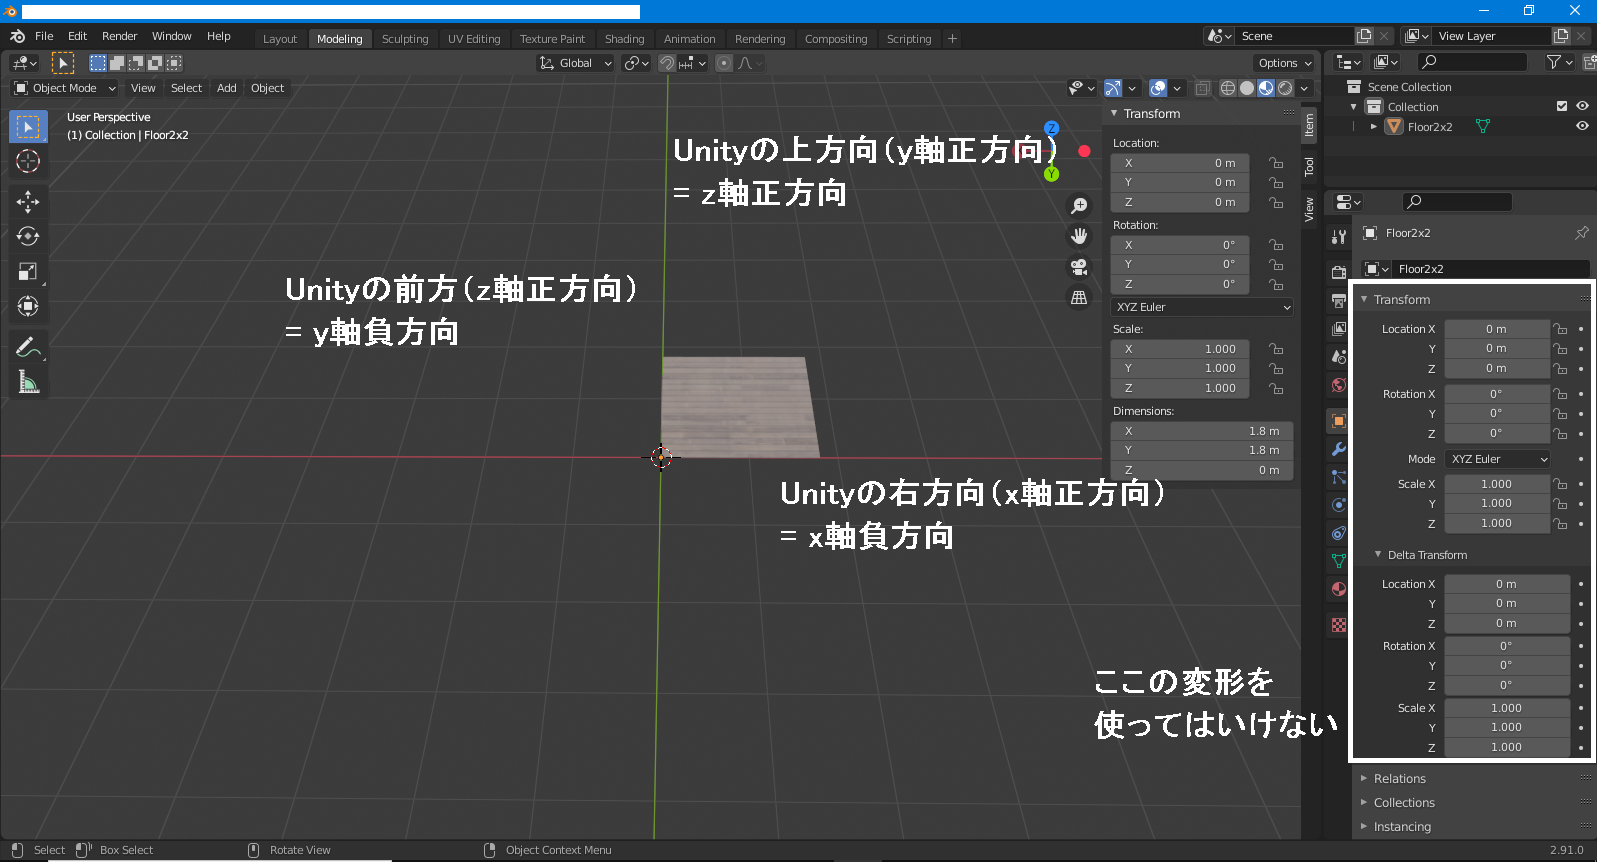 File Edit Render Window Help
Layout Modeling Sculpting UV Editing Texture Paint Shading Animation Rendering Compositing Scripting +
Scene
View Layer
Global
Options
Object Mode View Select Add Object
User Perspective
(1) Collection | Floor2x2
Unityの上方向(y軸正方向)
= z軸正方向
Unityの前方(z軸正方向)
= y軸負方向
Unityの右方向(x軸正方向)
= x軸負方向
ここの変形を
使ってはいけない
Z
Y
Transform
Location:
X 0 m
Y 0 m
Z 0 m
Rotation:
X 0°
Y 0°
Z 0°
XYZ Euler
Scale:
X 1.000
Y 1.000
Z 1.000
Dimensions:
X 1.8 m
Y 1.8 m
Z 0 m
Item
Tool
View
Scene Collection
Collection
Floor2x2
Floor2x2
Floor2x2
Transform
Location X 0 m
Y 0 m
Z 0 m
Rotation X 0°
Y 0°
Z 0°
Mode XYZ Euler
Scale X 1.000
Y 1.000
Z 1.000
Delta Transform
Location X 0 m
Y 0 m
Z 0 m
Rotation X 0°
Y 0°
Z 0°
Scale X 1.000
Y 1.000
Z 1.000
Relations
Collections
Instancing
Select Box Select Rotate View Object Context Menu 2.91.0